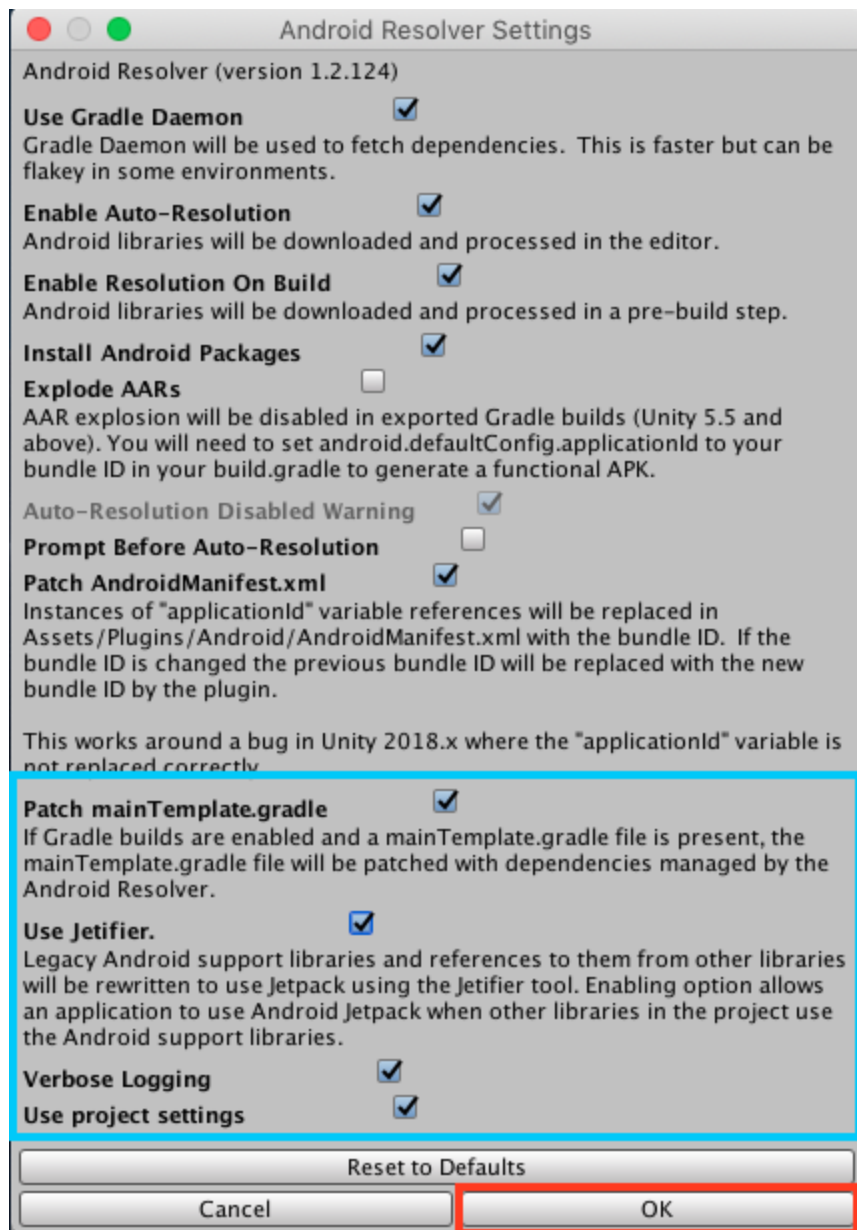 Android Resolver Settings
Android Resolver (version 1.2.124)
Use Gradle Daemon
Gradle Daemon will be used to fetch dependencies.  This is faster but can be
flakey in some environments.
Enable Auto-Resolution
Android libraries will be downloaded and processed in the editor.
Enable Resolution On Build
Android libraries will be downloaded and processed in a pre-build step.
Install Android Packages
Explode AARs
AAR explosion will be disabled in exported Gradle builds (Unity 5.5 and
above). You will need to set android.defaultConfig.applicationId to your
bundle ID in your build.gradle to generate a functional APK.
Auto-Resolution Disabled Warning
Prompt Before Auto-Resolution
Patch AndroidManifest.xml
Instances of "applicationId" variable references will be replaced in
Assets/Plugins/Android/AndroidManifest.xml with the bundle ID.  If the
bundle ID is changed the previous bundle ID will be replaced with the new
bundle ID by the plugin.
This works around a bug in Unity 2018.x where the "applicationId" variable is
not replaced correctly.
Patch mainTemplate.gradle
If Gradle builds are enabled and a mainTemplate.gradle file is present, the
mainTemplate.gradle file will be patched with dependencies managed by the
Android Resolver.
Use Jetifier.
Legacy Android support libraries and references to them from other libraries
will be rewritten to use Jetpack using the Jetifier tool. Enabling option allows
an application to use Android Jetpack when other libraries in the project use
the Android support libraries.
Verbose Logging
Use project settings
Reset to Defaults
Cancel
OK